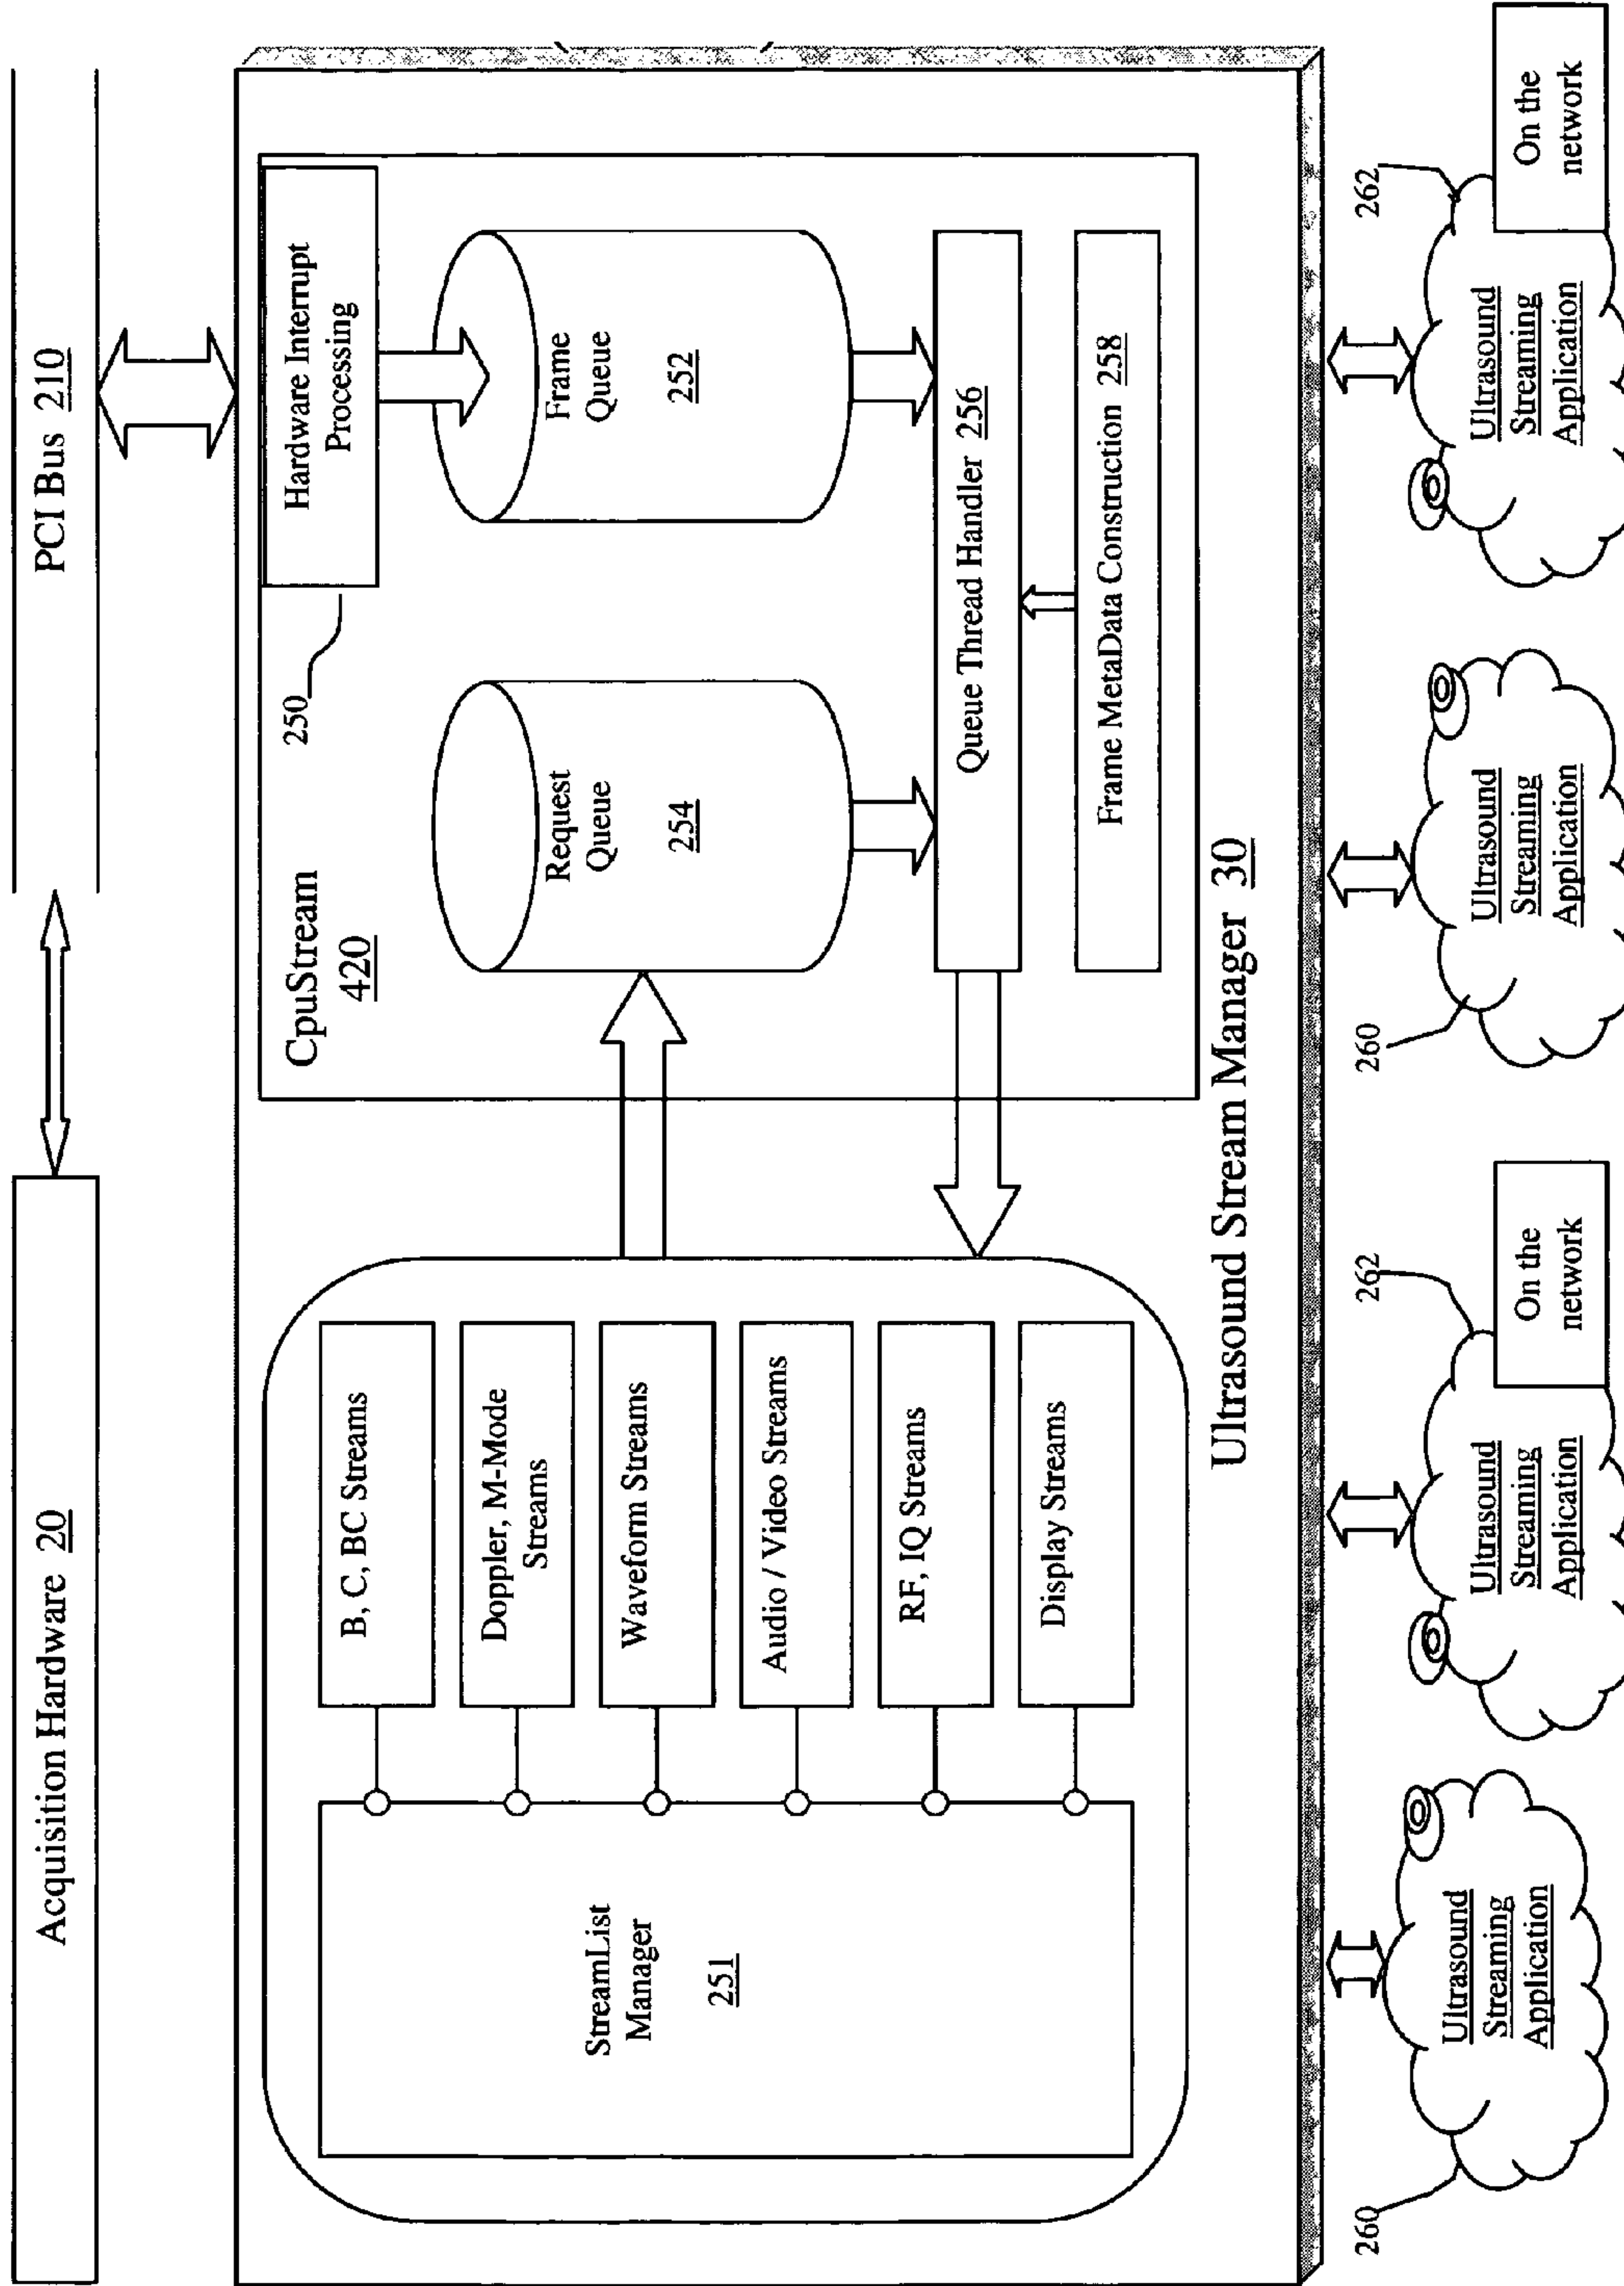 Acquisition Hardware 20
PCI Bus 210
StreamList
Manager
251
B, C, BC Streams
Doppler, M-Mode
Streams
Waveform Streams
Audio / Video Streams
RF, IQ Streams
Display Streams
CpuStream
420
250
Hardware Interrupt
Processing
Request
Queue
254
Frame
Queue
252
Queue Thread Handler 256
Frame MetaData Construction 258
Ultrasound Stream Manager 30
260
Ultrasound
Streaming
Application
262
Ultrasound
Streaming
Application
On the
network
260
Ultrasound
Streaming
Application
262
Ultrasound
Streaming
Application
On the
network